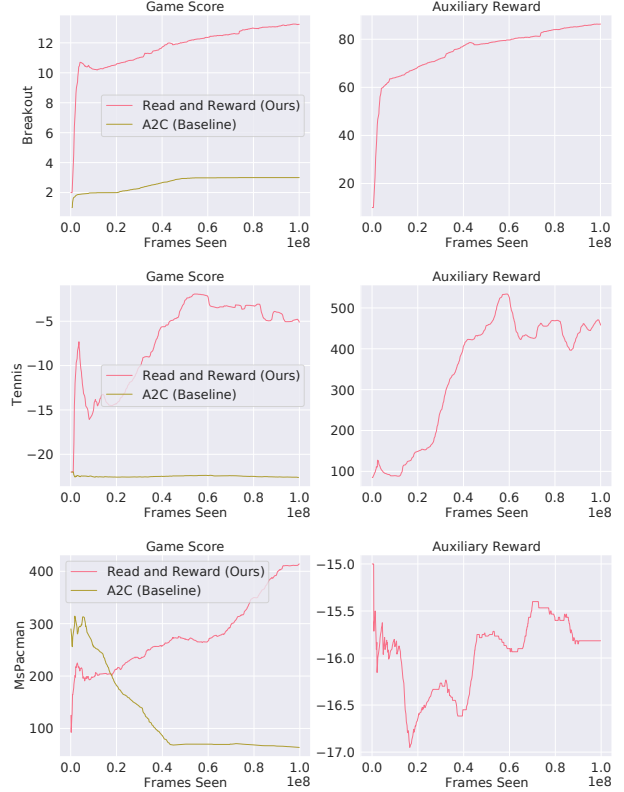 Game Score
Auxiliary Reward
Breakout
12
10
8
6
4
2
Read and Reward (Ours)
A2C (Baseline)
80
60
40
20
0.0 0.2 0.4 0.6 0.8 1.0
Frames Seen 1e8
0.0 0.2 0.4 0.6 0.8 1.0
Frames Seen 1e8
Game Score
Auxiliary Reward
Tennis
−5
−10
−15
−20
Read and Reward (Ours)
A2C (Baseline)
500
400
300
200
100
0.0 0.2 0.4 0.6 0.8 1.0
Frames Seen 1e8
0.0 0.2 0.4 0.6 0.8 1.0
Frames Seen 1e8
Game Score
Auxiliary Reward
MsPacman
400
300
200
100
Read and Reward (Ours)
A2C (Baseline)
−15.0
−15.5
−16.0
−16.5
−17.0
0.0 0.2 0.4 0.6 0.8 1.0
Frames Seen 1e8
0.0 0.2 0.4 0.6 0.8 1.0
Frames Seen 1e8